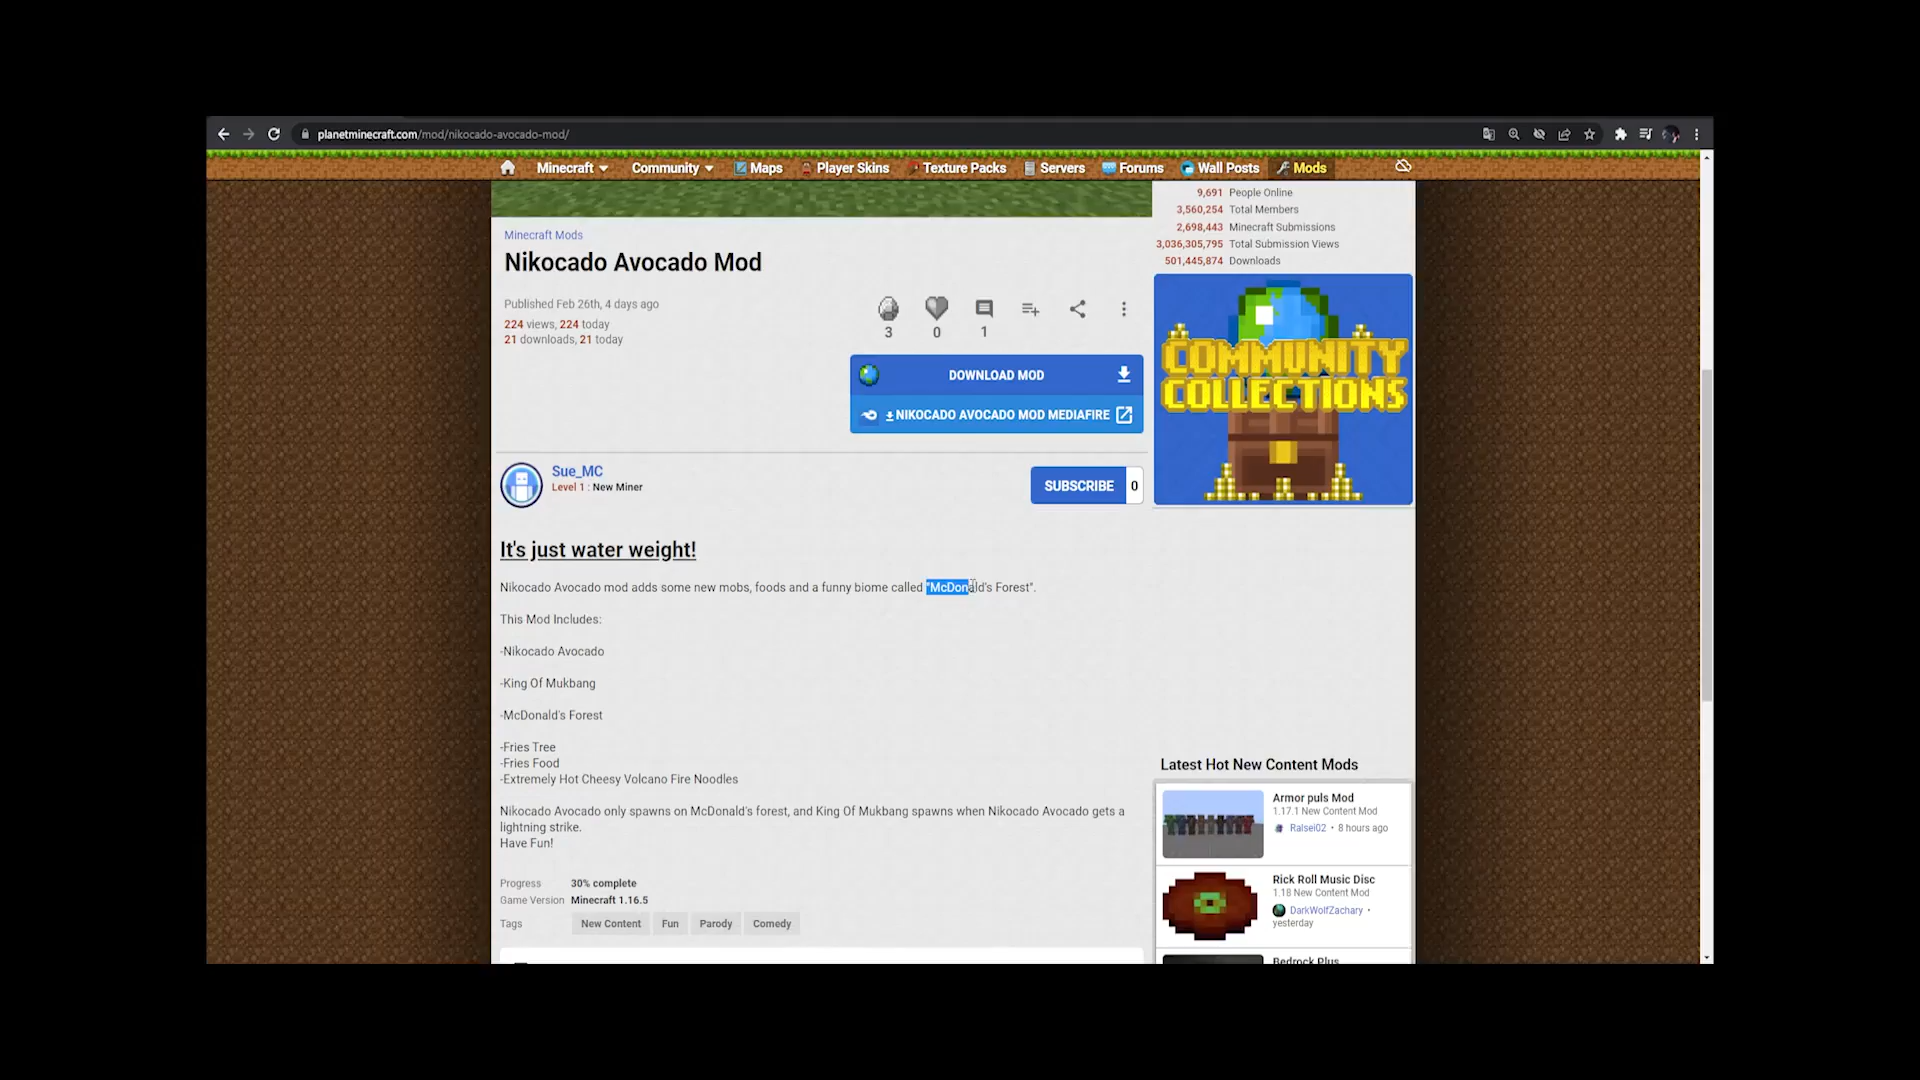 planetminecraft.com/mod/nikocado-avocado-mod/
Minecraft Community Maps Player Skins Texture Packs Servers Forums Wall Posts Mods
9,691 People Online
3,560,254 Total Members
2,698,443 Minecraft Submissions
3,036,305,795 Total Submission Views
501,445,874 Downloads
Minecraft Mods
Nikocado Avocado Mod
Published Feb 26th, 4 days ago
224 views, 224 today
21 downloads, 21 today
3 0 1
DOWNLOAD MOD
NIKOCADO AVOCADO MOD MEDIAFIRE
COMMUNITY
COLLECTIONS
Sue_MC
Level 1 : New Miner
SUBSCRIBE 0
It's just water weight!
Nikocado Avocado mod adds some new mobs, foods and a funny biome called "McDonald's Forest".
This Mod Includes:
-Nikocado Avocado
-King Of Mukbang
-McDonald's Forest
-Fries Tree
-Fries Food
-Extremely Hot Cheesy Volcano Fire Noodles
Nikocado Avocado only spawns on McDonald's forest, and King Of Mukbang spawns when Nikocado Avocado gets a
lightning strike.
Have Fun!
Progress 30% complete
Game Version Minecraft 1.16.5
Tags New Content Fun Parody Comedy
Latest Hot New Content Mods
Armor puls Mod
1.17.1 New Content Mod
Ralsei02 • 8 hours ago
Rick Roll Music Disc
1.18 New Content Mod
DarkWolfZachary •
yesterday
Bedrock Plus